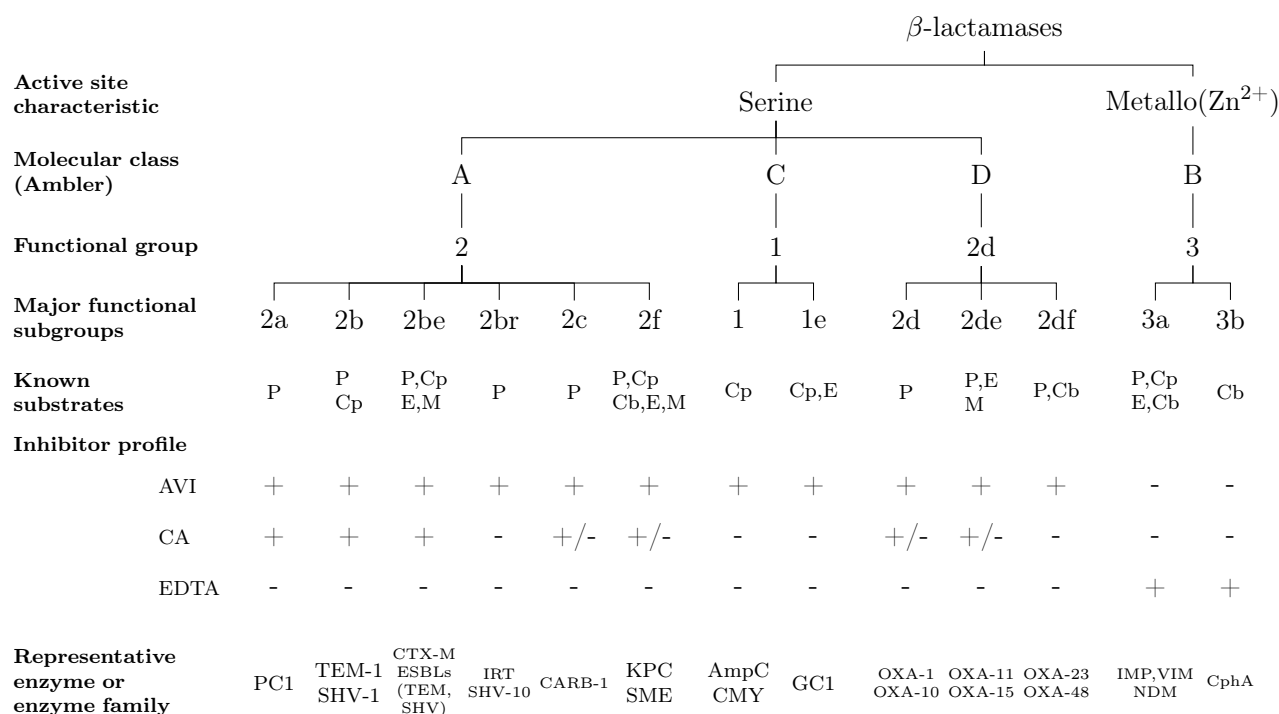 β-lactamases
Active site
characteristic
Serine
Metallo(Zn²⁺)
Molecular class
(Ambler)
A
C
D
B
Functional group
2
1
2d
3
Major functional
subgroups
2a
2b
2be
2br
2c
2f
1
1e
2d
2de
2df
3a
3b
Known
substrates
P
P
Cp
P,Cp
E,M
P
P
P,Cp
Cb,E,M
Cp
Cp,E
P
P,E
M
P,Cb
P,Cp
E,Cb
Cb
Inhibitor profile
AVI + + + + + + + + + + + - -
CA + + + - +/- +/- - - +/- +/- - - -
EDTA - - - - - - - - - - - + +
Representative
enzyme or
enzyme family
PC1
TEM-1
SHV-1
CTX-M
ESBLs
(TEM,
SHV)
IRT
SHV-10
CARB-1
KPC
SME
AmpC
CMY
GC1
OXA-1
OXA-10
OXA-11
OXA-15
OXA-23
OXA-48
IMP,VIM
NDM
CphA